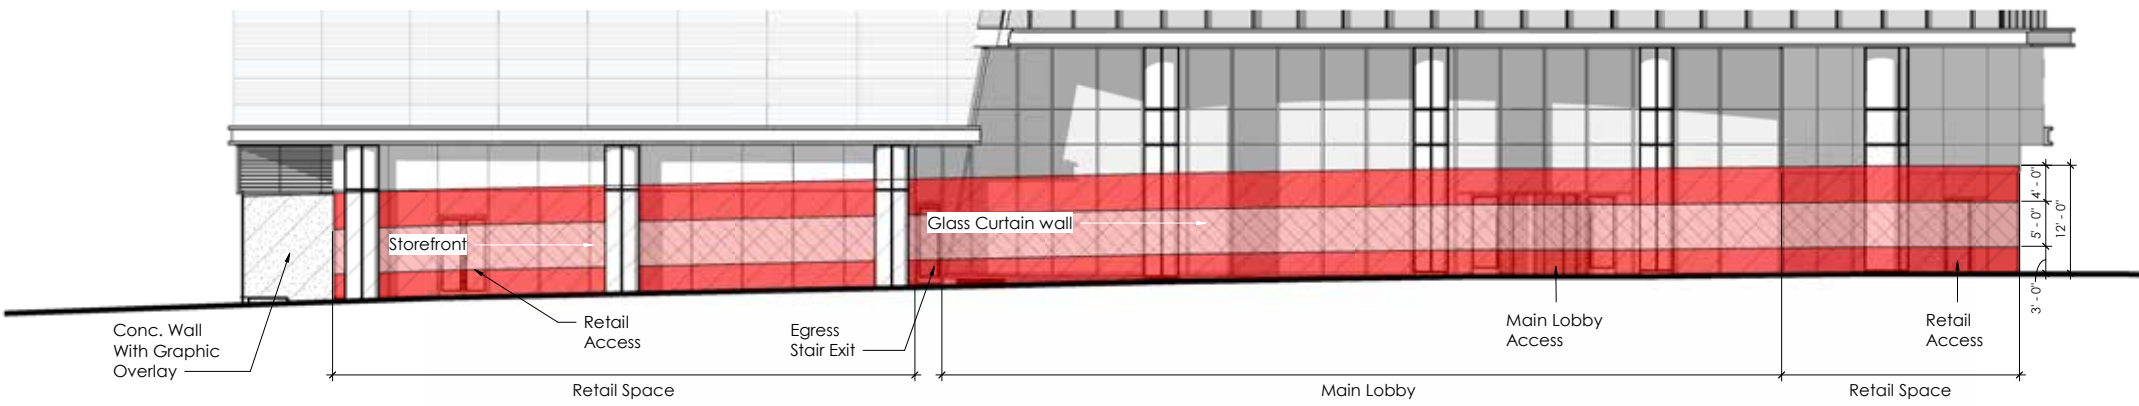 Storefront
Glass Curtain wall
4' - 0"
5' - 0"
12' - 0"
3' - 0"
Conc. Wall
With Graphic
Overlay
Retail
Access
Egress
Stair Exit
Main Lobby
Access
Retail
Access
Retail Space
Main Lobby
Retail Space